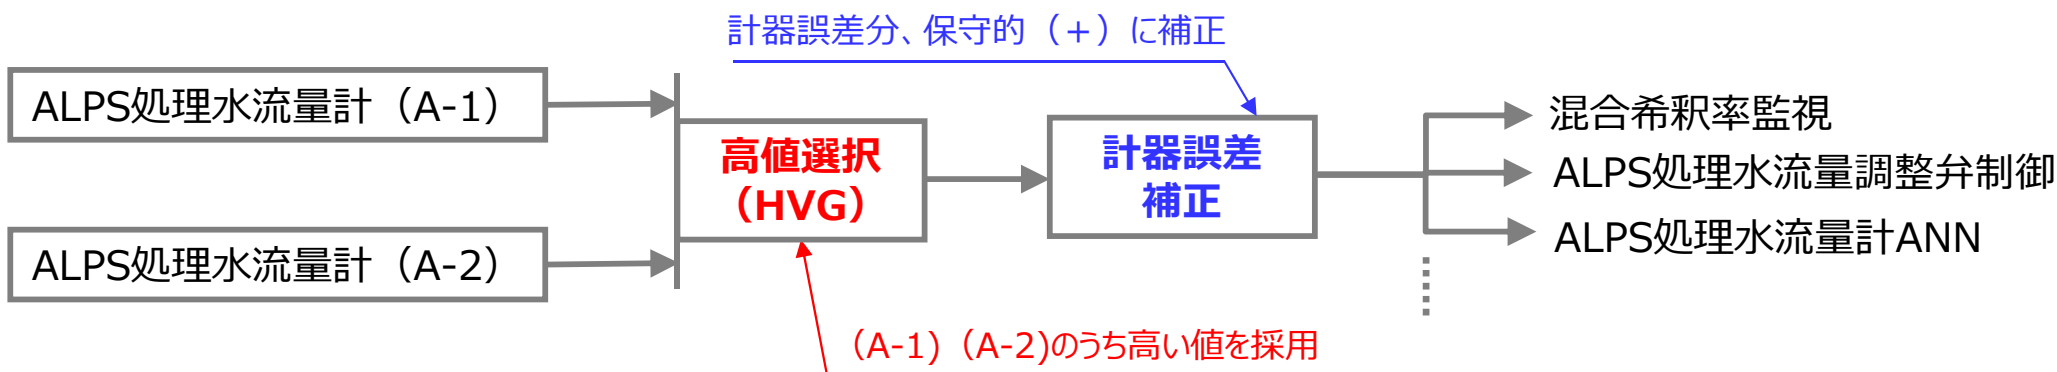 計器誤差分、保守的（＋）に補正
ALPS処理水流量計（A-1）
ALPS処理水流量計（A-2）
高値選択
（HVG）
計器誤差
補正
混合希釈率監視
ALPS処理水流量調整弁制御
ALPS処理水流量計ANN
（A-1)（A-2)のうち高い値を採用